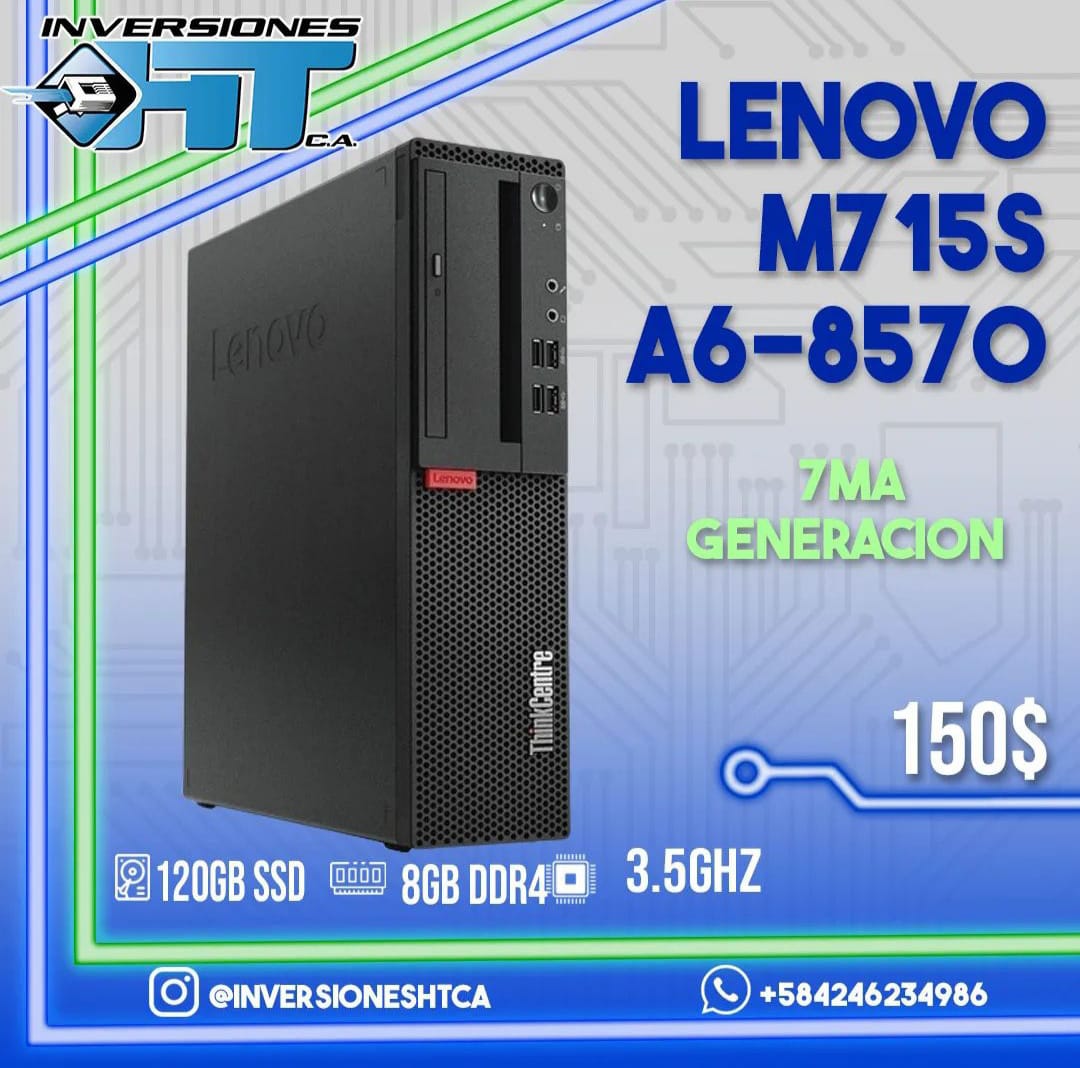 INVERSIONES
HT
C.A.
LENOVO
M715S
A6-8570
7MA
GENERACION
Lenovo
Lenovo
ThinkCentre
150$
120GB SSD
8GB DDR4
3.5GHZ
@INVERSIONESHTCA
+584246234986